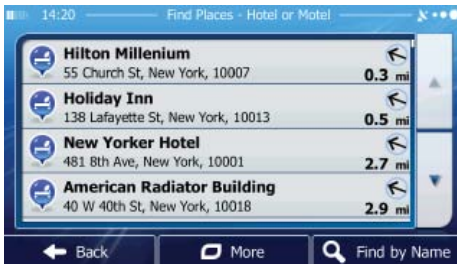 14:20 Find Places - Hotel or Motel
Hilton Millenium
55 Church St, New York, 10007
0.3 mi
Holiday Inn
138 Lafayette St, New York, 10013
0.5 mi
New Yorker Hotel
481 8th Ave, New York, 10001
2.7 mi
American Radiator Building
40 W 40th St, New York, 10018
2.9 mi
Back More Find by Name